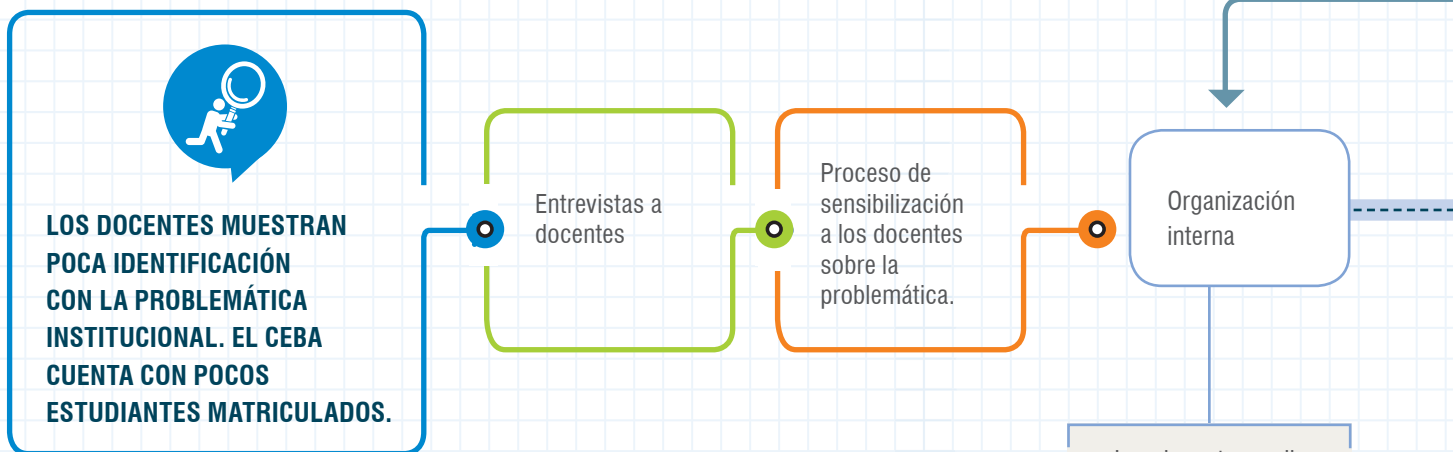 LOS DOCENTES MUESTRAN
POCA IDENTIFICACIÓN
CON LA PROBLEMÁTICA
INSTITUCIONAL. EL CEBA
CUENTA CON POCOS
ESTUDIANTES MATRICULADOS.
Entrevistas a
docentes
Proceso de
sensibilización
a los docentes
sobre la
problemática.
Organización
interna